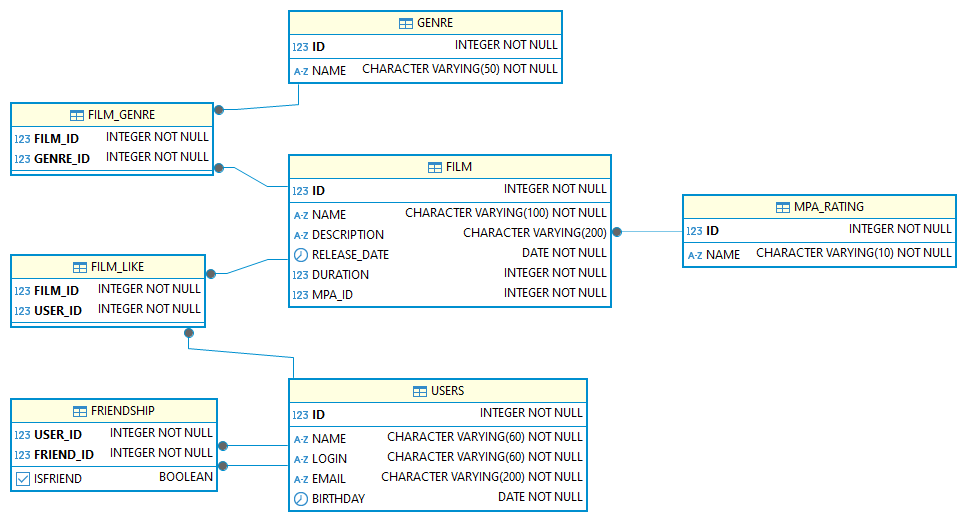 GENRE
123 ID INTEGER NOT NULL
A-Z NAME CHARACTER VARYING(50) NOT NULL
FILM_GENRE
123 FILM_ID INTEGER NOT NULL
123 GENRE_ID INTEGER NOT NULL
FILM
123 ID INTEGER NOT NULL
A-Z NAME CHARACTER VARYING(100) NOT NULL
A-Z DESCRIPTION CHARACTER VARYING(200)
RELEASE_DATE DATE NOT NULL
123 DURATION INTEGER NOT NULL
123 MPA_ID INTEGER NOT NULL
MPA_RATING
123 ID INTEGER NOT NULL
A-Z NAME CHARACTER VARYING(10) NOT NULL
FILM_LIKE
123 FILM_ID INTEGER NOT NULL
123 USER_ID INTEGER NOT NULL
USERS
123 ID INTEGER NOT NULL
A-Z NAME CHARACTER VARYING(60) NOT NULL
A-Z LOGIN CHARACTER VARYING(60) NOT NULL
A-Z EMAIL CHARACTER VARYING(200) NOT NULL
BIRTHDAY DATE NOT NULL
FRIENDSHIP
123 USER_ID INTEGER NOT NULL
123 FRIEND_ID INTEGER NOT NULL
ISFRIEND BOOLEAN